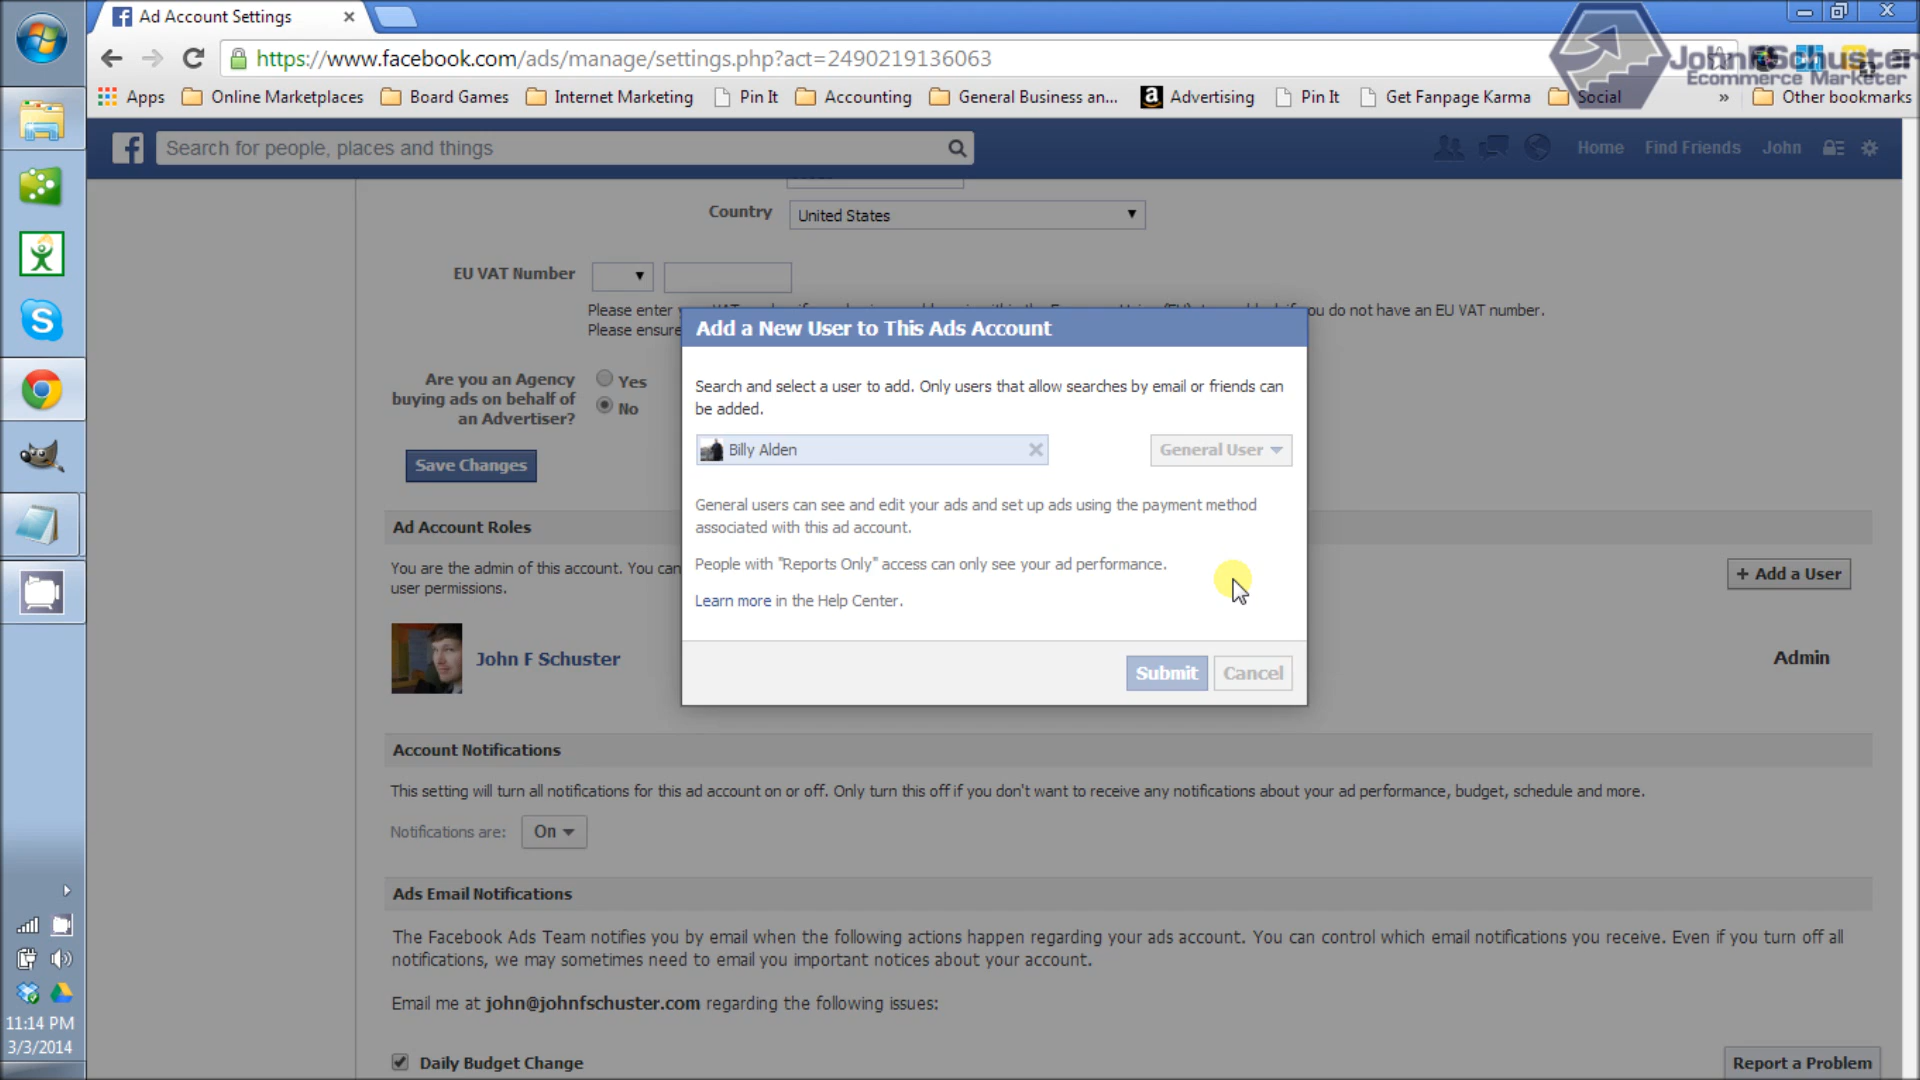 Ad Account Settings
https://www.facebook.com/ads/manage/settings.php?act=2490219136063
JohnFSchuster
Ecommerce Marketer
Apps Online Marketplaces Board Games Internet Marketing Pin It Accounting General Business an... Advertising Pin It Get Fanpage Karma Social » Other bookmarks
Search for people, places and things
Home Find Friends John
Country United States
EU VAT Number
Please enter
ou do not have an EU VAT number.
Please ensure
Add a New User to This Ads Account
Search and select a user to add. Only users that allow searches by email or friends can
be added.
Billy Alden General User
General users can see and edit your ads and set up ads using the payment method
associated with this ad account.
People with "Reports Only" access can only see your ad performance.
Learn more in the Help Center.
Submit Cancel
Are you an Agency
buying ads on behalf of
an Advertiser?
Yes
No
Save Changes
Ad Account Roles
You are the admin of this account. You can
user permissions.
+ Add a User
John F Schuster Admin
Account Notifications
This setting will turn all notifications for this ad account on or off. Only turn this off if you don't want to receive any notifications about your ad performance, budget, schedule and more.
Notifications are: On
Ads Email Notifications
The Facebook Ads Team notifies you by email when the following actions happen regarding your ads account. You can control which email notifications you receive. Even if you turn off all
notifications, we may sometimes need to email you important notices about your account.
Email me at john@johnfschuster.com regarding the following issues:
Daily Budget Change
Report a Problem
11:14 PM
3/3/2014